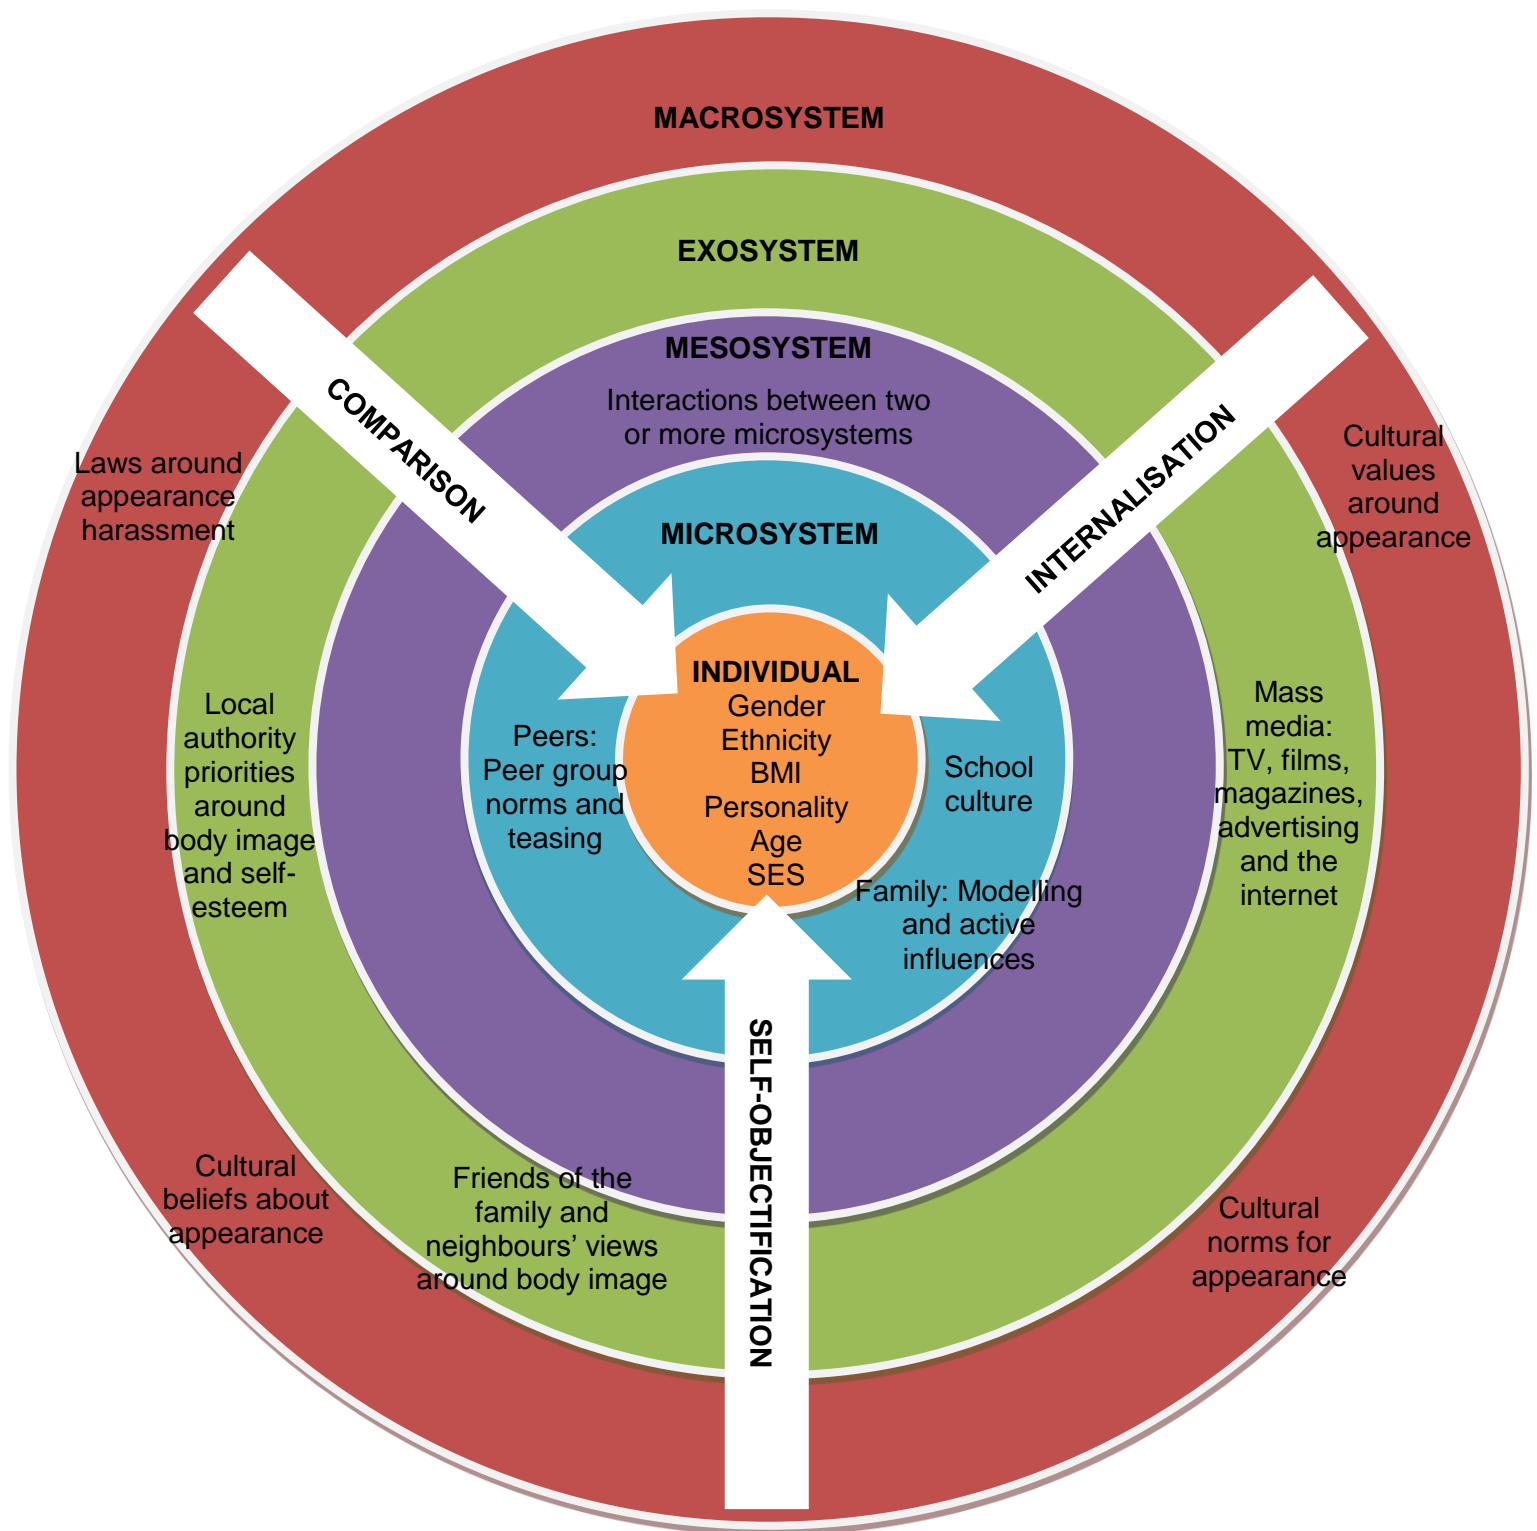 MACROSYSTEM
EXOSYSTEM
MESOSYSTEM
Interactions between two
or more microsystems
MICROSYSTEM
COMPARISON
INTERNALISATION
Laws around
appearance
harassment
Cultural
values
around
appearance
INDIVIDUAL
Gender
Ethnicity
BMI
Personality
Age
SES
Local
authority
priorities
around
body image
and self-
esteem
Peers:
Peer group
norms and
teasing
School
culture
Family: Modelling
and active
influences
Mass
media:
TV, films,
magazines,
advertising
and the
internet
SELF-OBJECTIFICATION
Cultural
beliefs about
appearance
Friends of the
family and
neighbours’ views
around body image
Cultural
norms for
appearance